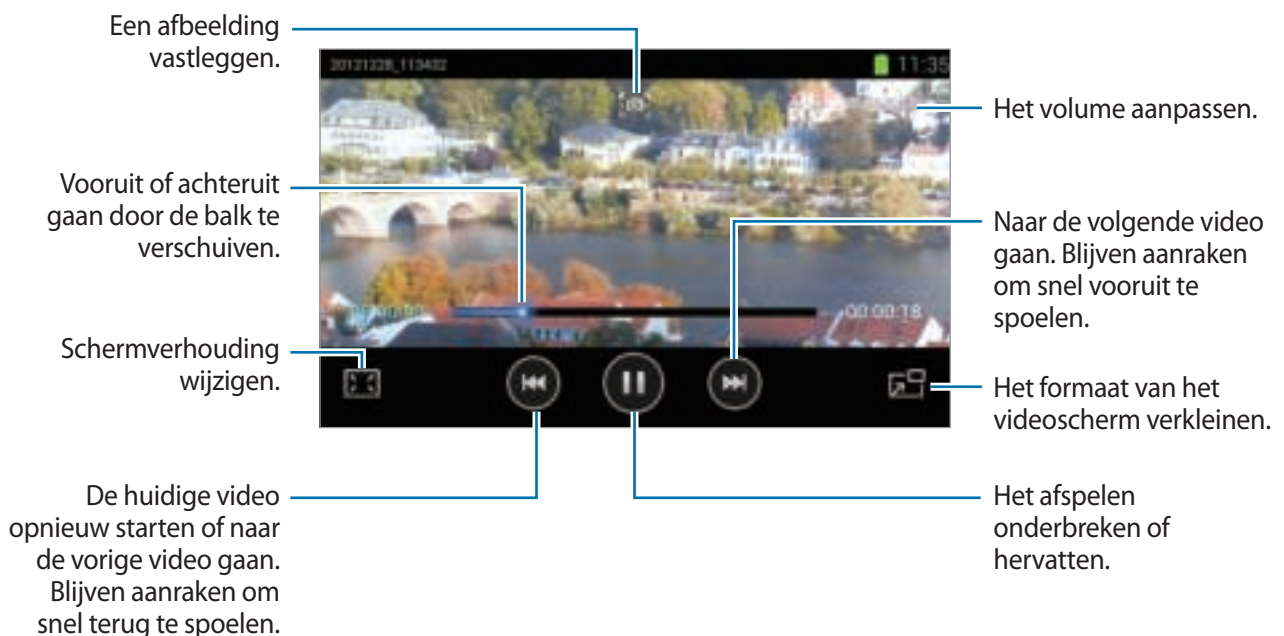 Een afbeelding
vastleggen.
20121228_113402
11:35
Het volume aanpassen.
Vooruit of achteruit
gaan door de balk te
verschuiven.
Naar de volgende video
gaan. Blijven aanraken
om snel vooruit te
spoelen.
00:00:18
Schermverhouding
wijzigen.
Het formaat van het
videoscherm verkleinen.
De huidige video
opnieuw starten of naar
de vorige video gaan.
Blijven aanraken om
snel terug te spoelen.
Het afspelen
onderbreken of
hervatten.